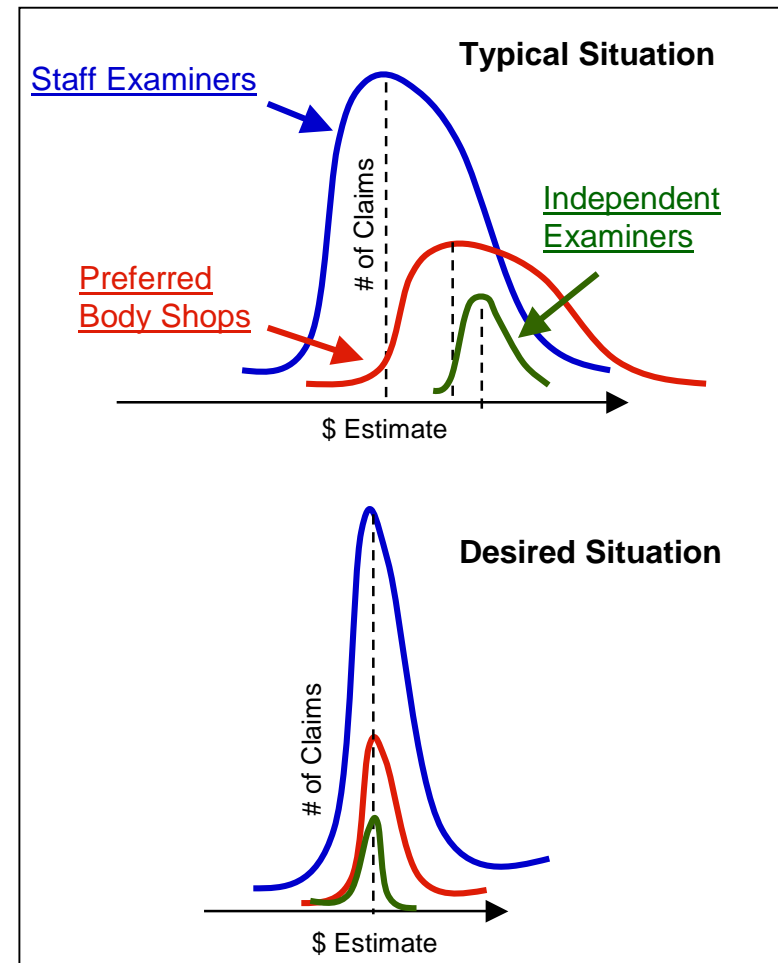 Typical Situation
Staff Examiners
# of Claims
Independent
Examiners
Preferred
Body Shops
$ Estimate
Desired Situation
# of Claims
$ Estimate